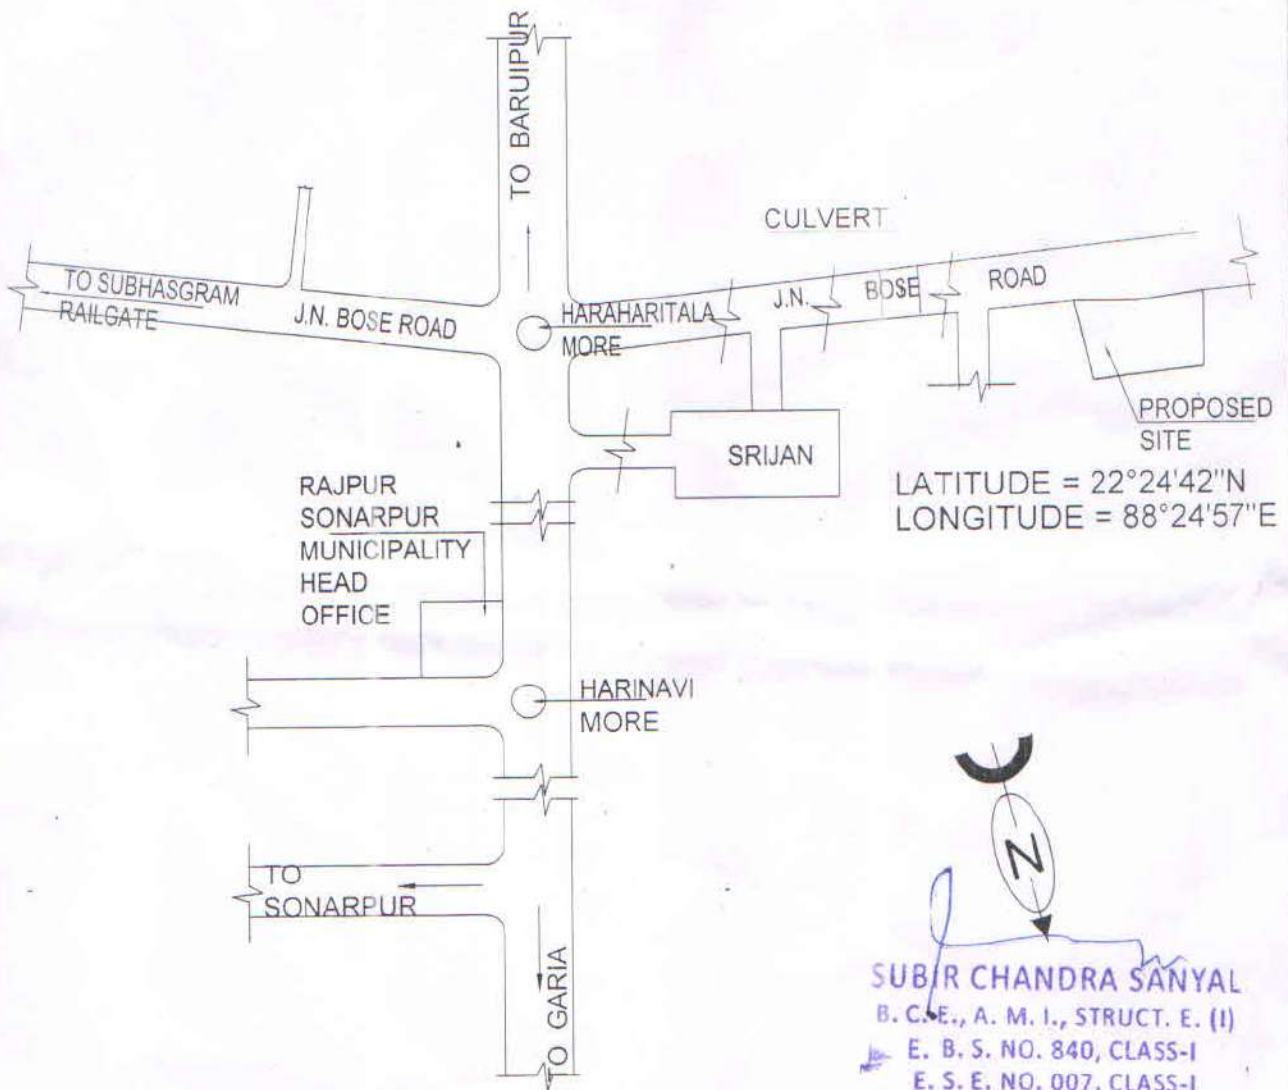 TO BARUIPUR
CULVERT
TO SUBHASGRAM
RAILGATE
J.N. BOSE ROAD
HARAHARITALA
MORE
J.N. BOSE ROAD
PROPOSED
SITE
SRIJAN
LATITUDE = 22°24'42"N
LONGITUDE = 88°24'57"E
RAJPUR
SONARPUR
MUNICIPALITY
HEAD
OFFICE
HARINAVI
MORE
TO
SONARPUR
TO GARIA
N
SUBIR CHANDRA SANYAL
B. C. E., A. M. I., STRUCT. E. (I)
E. B. S. NO. 840, CLASS-I
E. S. E. NO. 007, CLASS-I